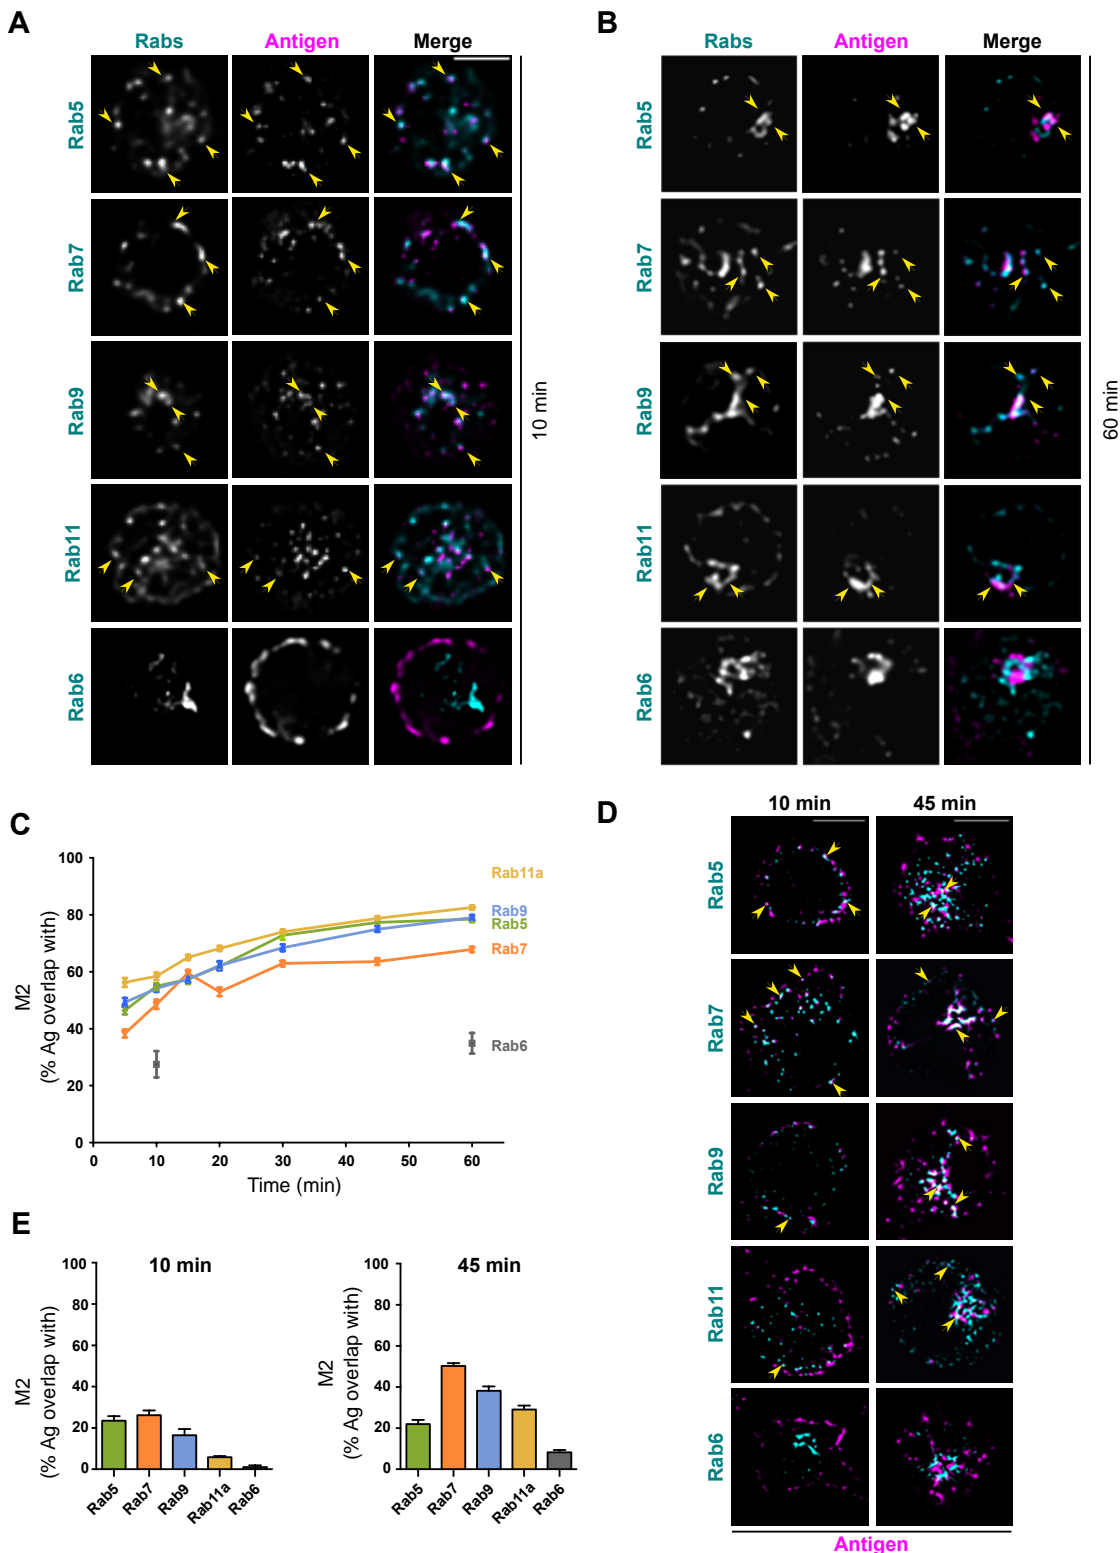 A
Rabs Antigen Merge
Rab5
Rab7
Rab9
Rab11
Rab6
10 min
B
Rabs Antigen Merge
Rab5
Rab7
Rab9
Rab11
Rab6
60 min
C
M2
(% Ag overlap with)
100
80
60
40
20
0
0 10 20 30 40 50 60
Time (min)
Rab11a
Rab9
Rab5
Rab7
Rab6
D
10 min 45 min
Rab5
Rab7
Rab9
Rab11
Rab6
Antigen
E
10 min
M2
(% Ag overlap with)
100
80
60
40
20
0
Rab5 Rab7 Rab9 Rab11a Rab6
45 min
M2
(% Ag overlap with)
100
80
60
40
20
0
Rab5 Rab7 Rab9 Rab11a Rab6